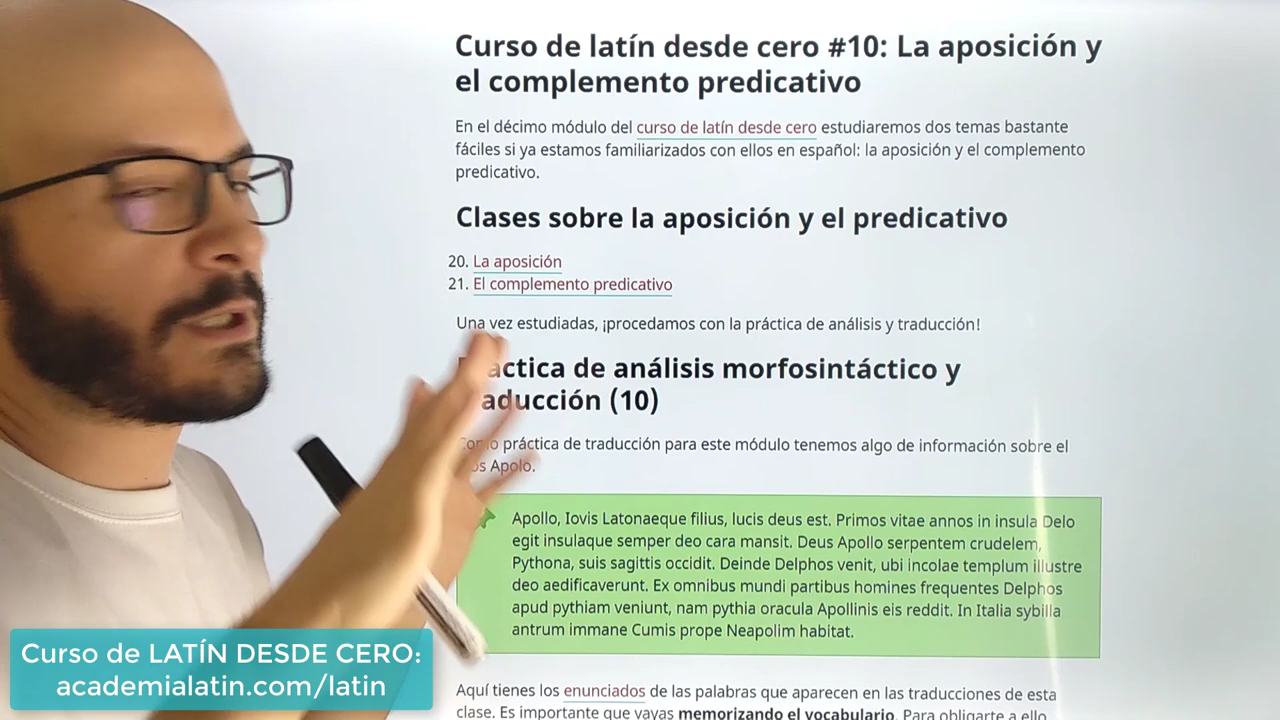 Curso de latín desde cero #10: La aposición y
el complemento predicativo
En el décimo módulo del curso de latín desde cero estudiaremos dos temas bastante
fáciles si ya estamos familiarizados con ellos en español: la aposición y el complemento
predicativo.
Clases sobre la aposición y el predicativo
20. La aposición
21. El complemento predicativo
Una vez estudiadas, ¡procedamos con la práctica de análisis y traducción!
áctica de análisis morfosintáctico y
aducción (10)
Como práctica de traducción para este módulo tenemos algo de información sobre el
os Apolo.
Apollo, Iovis Latonaeque filius, lucis deus est. Primos vitae annos in insula Delo
egit insulaque semper deo cara mansit. Deus Apollo serpentem crudelem,
Pythona, suis sagittis occidit. Deinde Delphos venit, ubi incolae templum illustre
deo aedificaverunt. Ex omnibus mundi partibus homines frequentes Delphos
apud pythiam veniunt, nam pythia oracula Apollinis eis reddit. In Italia sybilla
antrum immane Cumis prope Neapolim habitat.
Aquí tienes los enunciados de las palabras que aparecen en las traducciones de esta
clase. Es importante que vayas memorizando el vocabulario. Para obligarte a ello
Curso de LATÍN DESDE CERO:
academialatin.com/latin